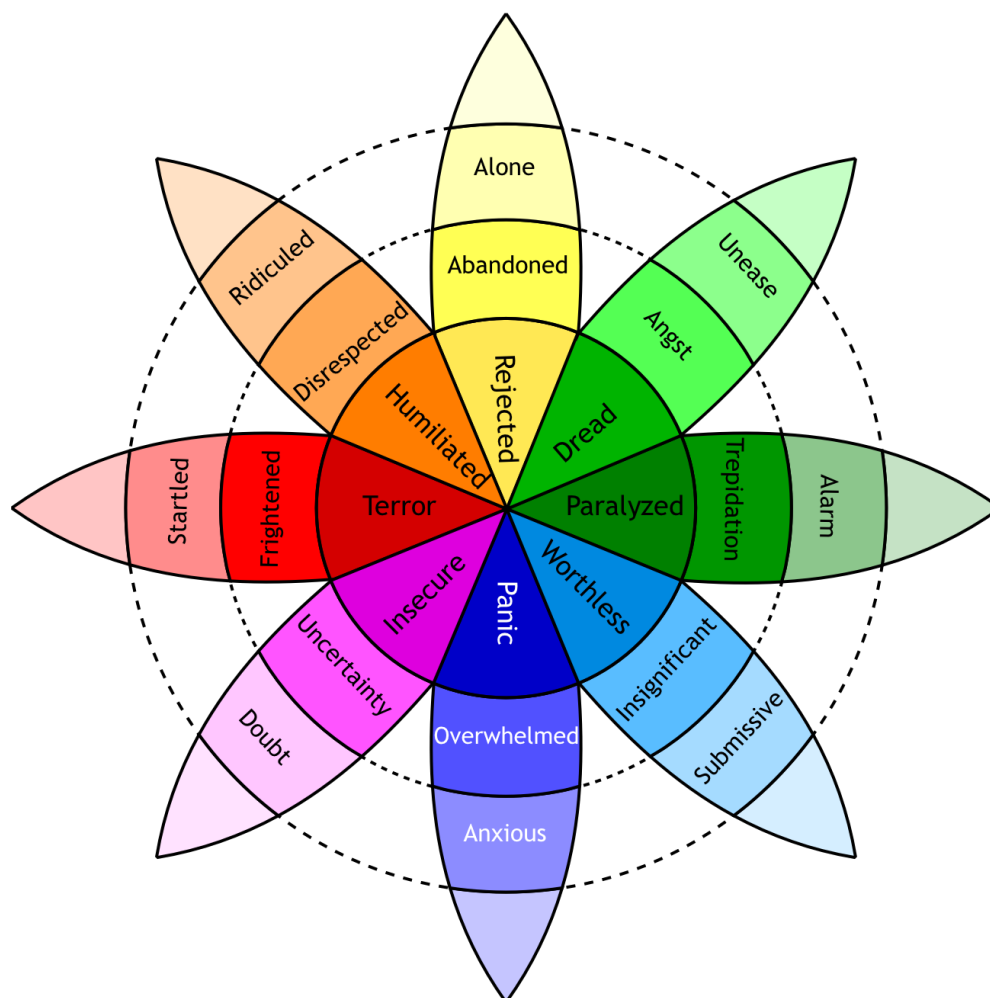 Alone
Abandoned
Rejected
Unease
Angst
Dread
Alarm
Trepidation
Paralyzed
Submissive
Insignificant
Worthless
Anxious
Overwhelmed
Panic
Doubt
Uncertainty
Insecure
Startled
Frightened
Terror
Ridiculed
Disrespected
Humiliated